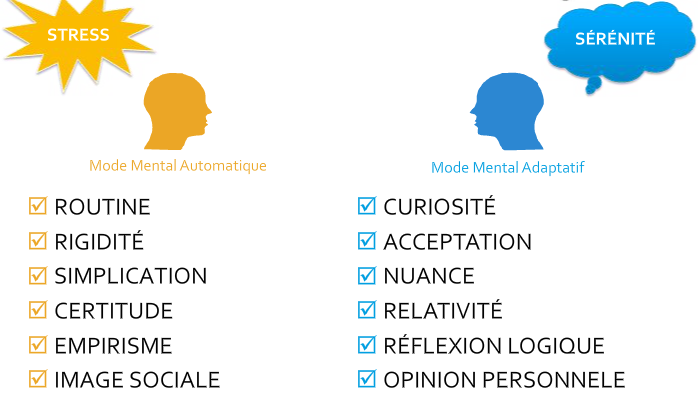 STRESS
SÉRÉNITÉ
Mode Mental Automatique
Mode Mental Adaptatif
ROUTINE
RIGIDITÉ
SIMPLICATION
CERTITUDE
EMPIRISME
IMAGE SOCIALE
CURIOSITÉ
ACCEPTATION
NUANCE
RELATIVITÉ
RÉFLEXION LOGIQUE
OPINION PERSONNELE